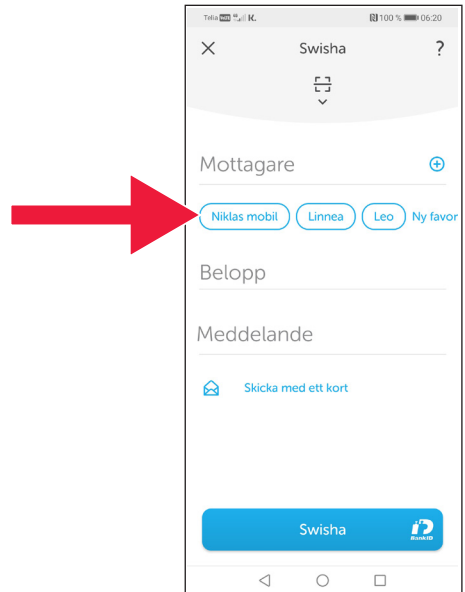 Telia K. 100 % 06:20
Swisha ?
Mottagare
Niklas mobil Linnea Leo Ny favor
Belopp
Meddelande
Skicka med ett kort
Swisha
BankID